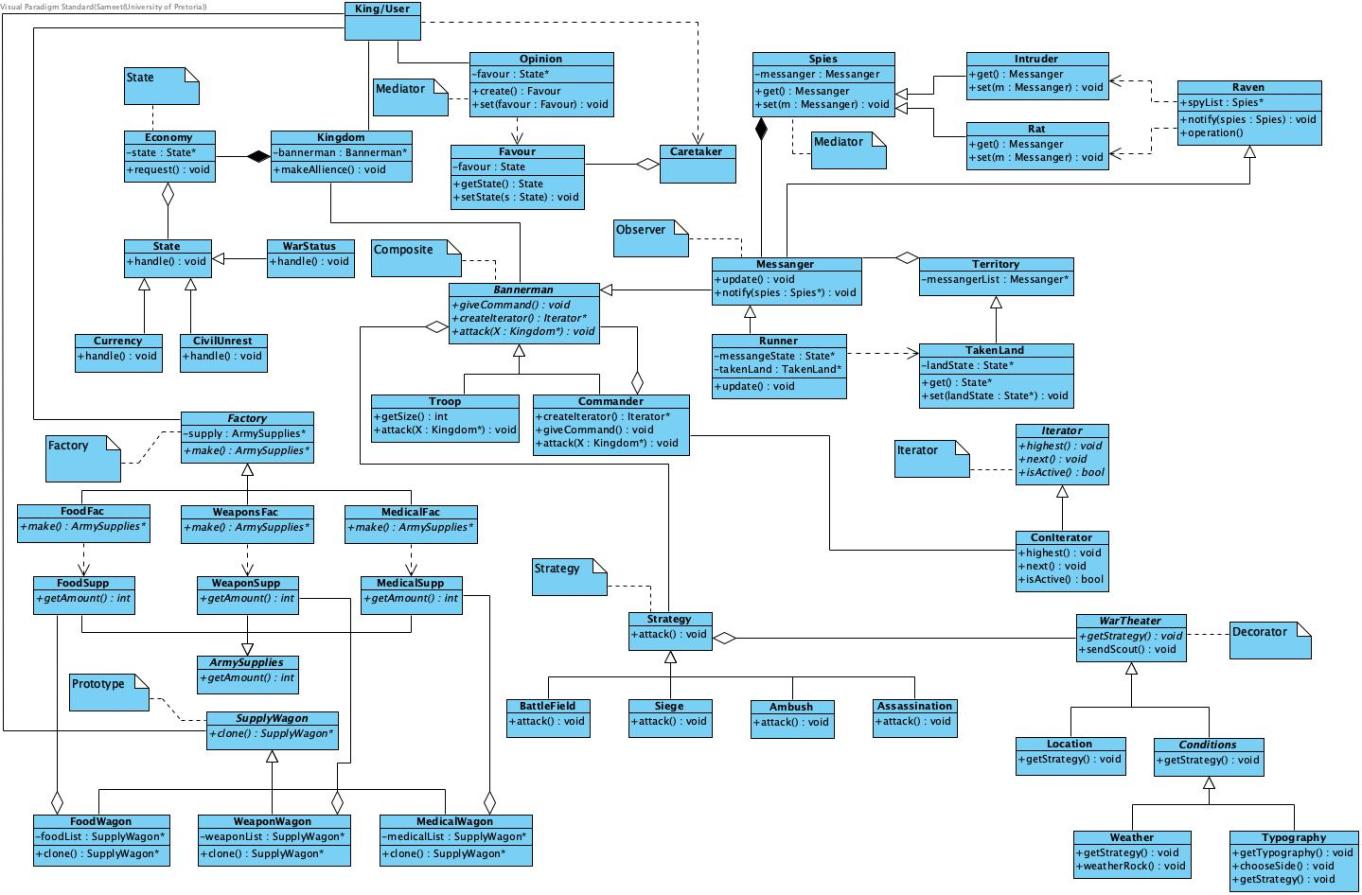 Visual Paradigm Standard(Sameet(University of Pretoria))
King/User
Opinion
-favour : State*
+create() : Favour
+set(favour : Favour) : void
Mediator
State
Economy
-state : State*
+request() : void
Kingdom
-bannerman : Bannerman*
+makeAllience() : void
Favour
-favour : State
+getState() : State
+setState(s : State) : void
Caretaker
Spies
-messanger : Messanger
+get() : Messanger
+set(m : Messanger) : void
Mediator
Intruder
+get() : Messanger
+set(m : Messanger) : void
Rat
+get() : Messanger
+set(m : Messanger) : void
Raven
+spyList : Spies*
+notify(spies : Spies) : void
+operation()
State
+handle() : void
WarStatus
+handle() : void
Currency
+handle() : void
CivilUnrest
+handle() : void
Composite
Bannerman
+giveCommand() : void
+createIterator() : Iterator*
+attack(X : Kingdom*) : void
Observer
Messanger
+update() : void
+notify(spies : Spies*) : void
Territory
-messangerList : Messanger*
Runner
-messangeState : State*
-takenLand : TakenLand*
+update() : void
TakenLand
-landState : State*
+get() : State*
+set(landState : State*) : void
Troop
+getSize() : int
+attack(X : Kingdom*) : void
Commander
+createIterator() : Iterator*
+giveCommand() : void
+attack(X : Kingdom*) : void
Factory
Factory
-supply : ArmySupplies*
+make() : ArmySupplies*
Iterator
Iterator
+highest() : void
+next() : void
+isActive() : bool
FoodFac
+make() : ArmySupplies*
WeaponsFac
+make() : ArmySupplies*
MedicalFac
+make() : ArmySupplies*
ConIterator
+highest() : void
+next() : void
+isActive() : bool
FoodSupp
+getAmount() : int
WeaponSupp
+getAmount() : int
MedicalSupp
+getAmount() : int
Strategy
Strategy
+attack() : void
WarTheater
+getStrategy() : void
+sendScout() : void
Decorator
ArmySupplies
+getAmount() : int
Prototype
SupplyWagon
+clone() : SupplyWagon*
BattleField
+attack() : void
Siege
+attack() : void
Ambush
+attack() : void
Assassination
+attack() : void
Location
+getStrategy() : void
Conditions
+getStrategy() : void
FoodWagon
-foodList : SupplyWagon*
+clone() : SupplyWagon*
WeaponWagon
-weaponList : SupplyWagon*
+clone() : SupplyWagon*
MedicalWagon
-medicalList : SupplyWagon*
+clone() : SupplyWagon*
Weather
+getStrategy() : void
+weatherRock() : void
Typography
+getTypography() : void
+chooseSide() : void
+getStrategy() : void